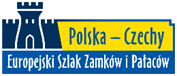 Polska – Czechy
Europejski Szlak Zamków i Pałaców